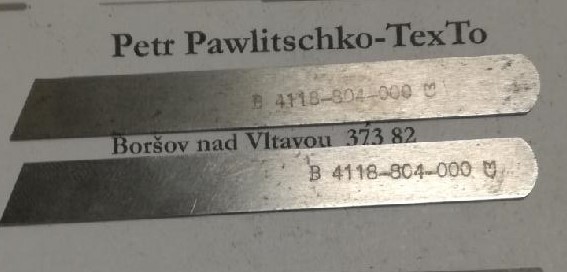 Petr Pawlitschko-TexTo
B 4118-804-000
Boršov nad Vltavou 373 82
B 4118-804-000